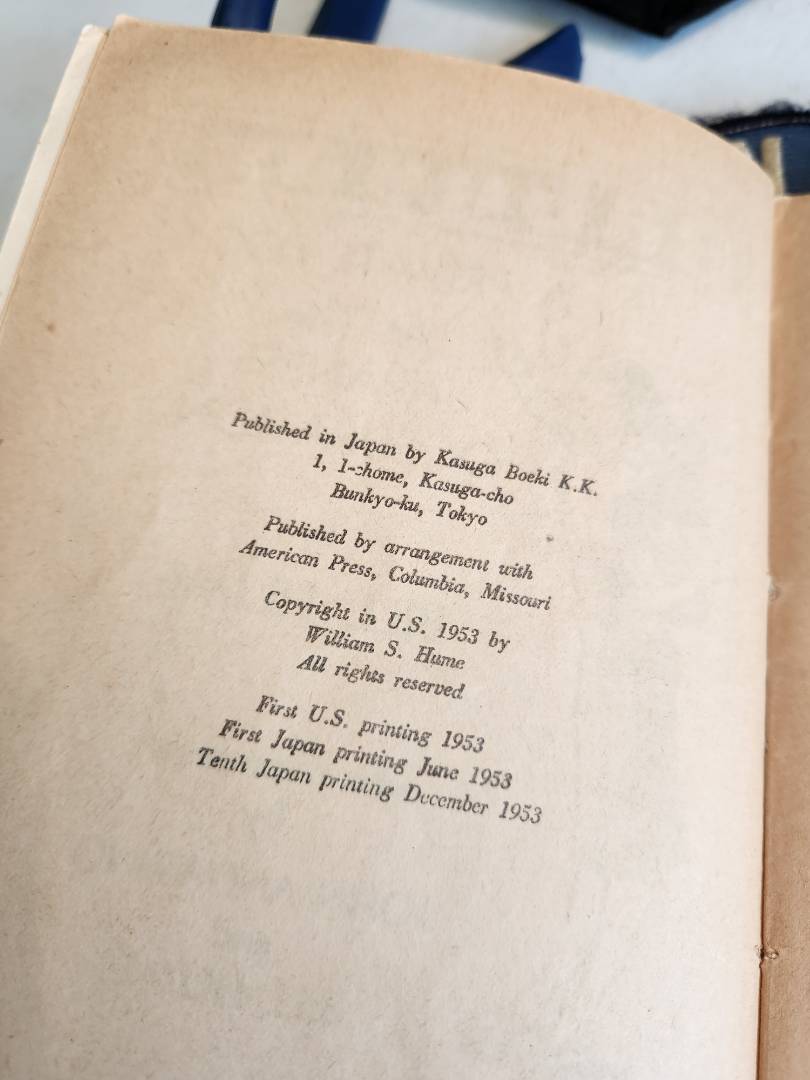 Published in Japan by Kasuga Boeki K.K.
1, 1-chome, Kasuga-cho
Bunkyo-ku, Tokyo
Published by arrangement with
American Press, Columbia, Missouri
Copyright in U.S. 1953 by
William S. Hume
All rights reserved
First U.S. printing 1953
First Japan printing June 1953
Tenth Japan printing December 1953